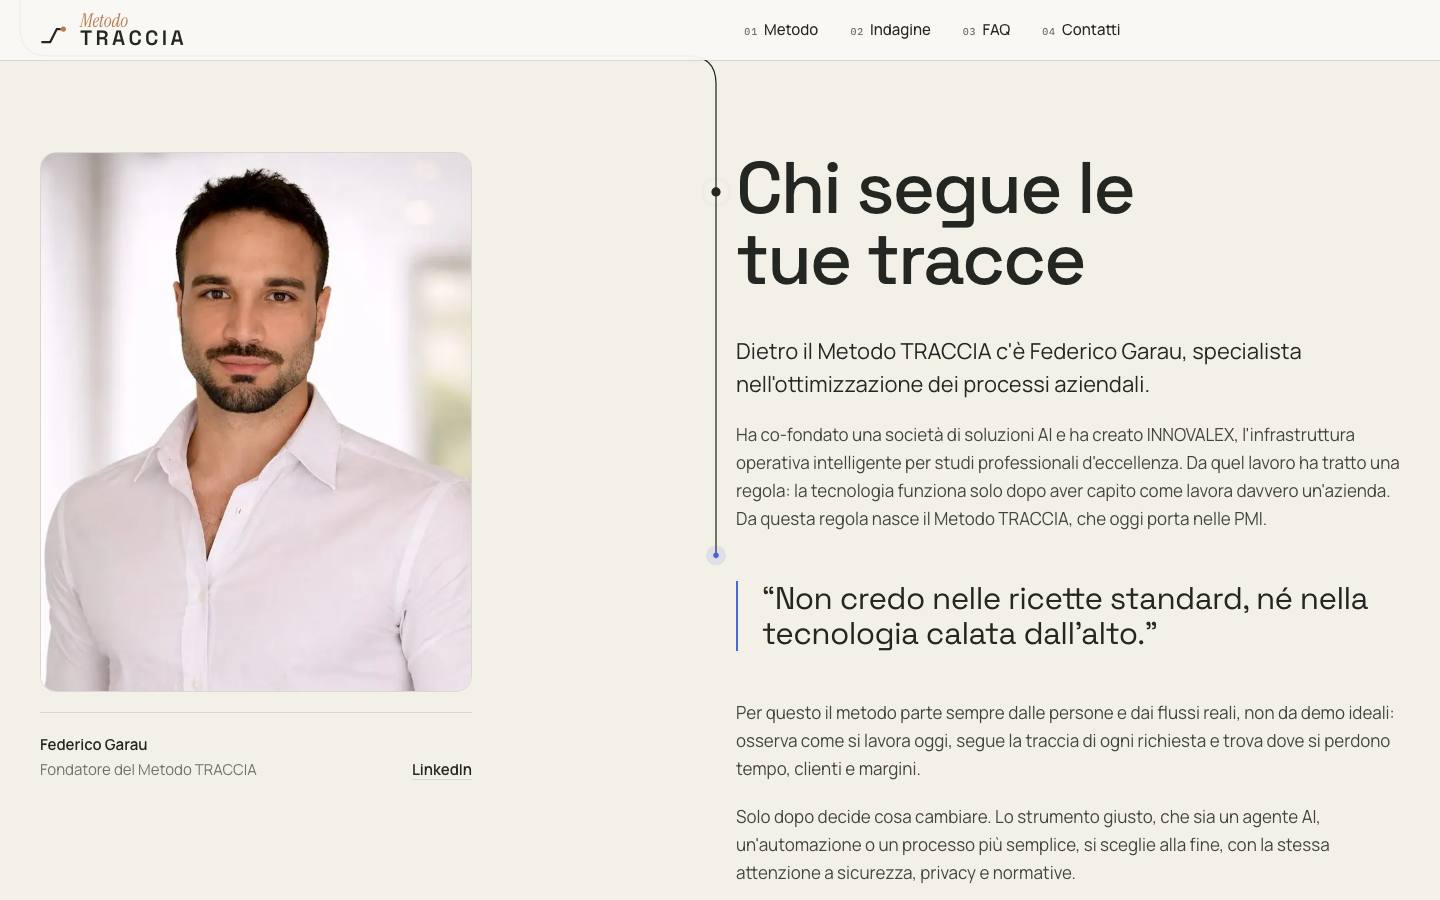 Metodo
TRACCIA
01 Metodo
02 Indagine
03 FAQ
04 Contatti
Chi segue le
tue tracce
Dietro il Metodo TRACCIA c'è Federico Garau, specialista
nell'ottimizzazione dei processi aziendali.
Ha co-fondato una società di soluzioni AI e ha creato INNOVALEX, l'infrastruttura
operativa intelligente per studi professionali d'eccellenza. Da quel lavoro ha tratto una
regola: la tecnologia funziona solo dopo aver capito come lavora davvero un'azienda.
Da questa regola nasce il Metodo TRACCIA, che oggi porta nelle PMI.
“Non credo nelle ricette standard, né nella
tecnologia calata dall’alto.”
Per questo il metodo parte sempre dalle persone e dai flussi reali, non da demo ideali:
osserva come si lavora oggi, segue la traccia di ogni richiesta e trova dove si perdono
tempo, clienti e margini.
Solo dopo decide cosa cambiare. Lo strumento giusto, che sia un agente AI,
un'automazione o un processo più semplice, si sceglie alla fine, con la stessa
attenzione a sicurezza, privacy e normative.
Federico Garau
Fondatore del Metodo TRACCIA
LinkedIn